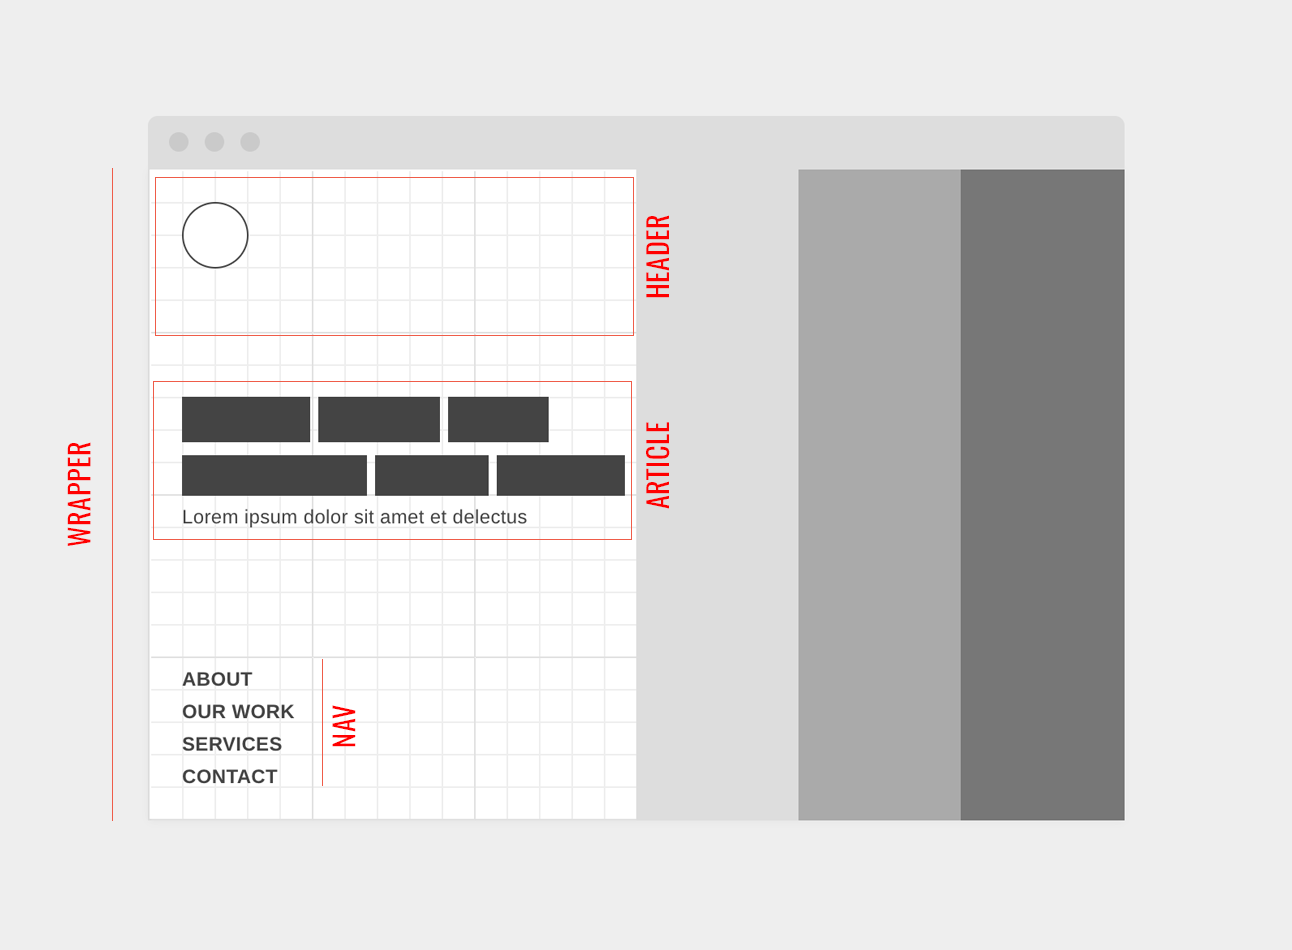 HEADER
WRAPPER
ARTICLE
Lorem ipsum dolor sit amet et delectus
ABOUT
OUR WORK
SERVICES
CONTACT
NAV